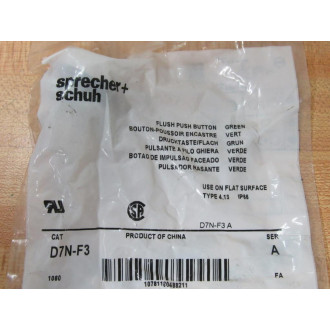 sprecher+
schuh
FLUSH PUSH BUTTON GREEN
BOUTON-POUSSOIR ENCASTRE VERT
DRUCHTASTEIFLACH GRUN
PULSANTE A FILO GHIERA VERDE
BOTAO DE IMPULSAO FACEADO VERDE
PULSADOR RASANTE VERDE
USE ON FLAT SURFACE
TYPE 4,13 IP66
D7N-F3 A
CAT PRODUCT OF CHINA SER
D7N-F3 A
1080 FA